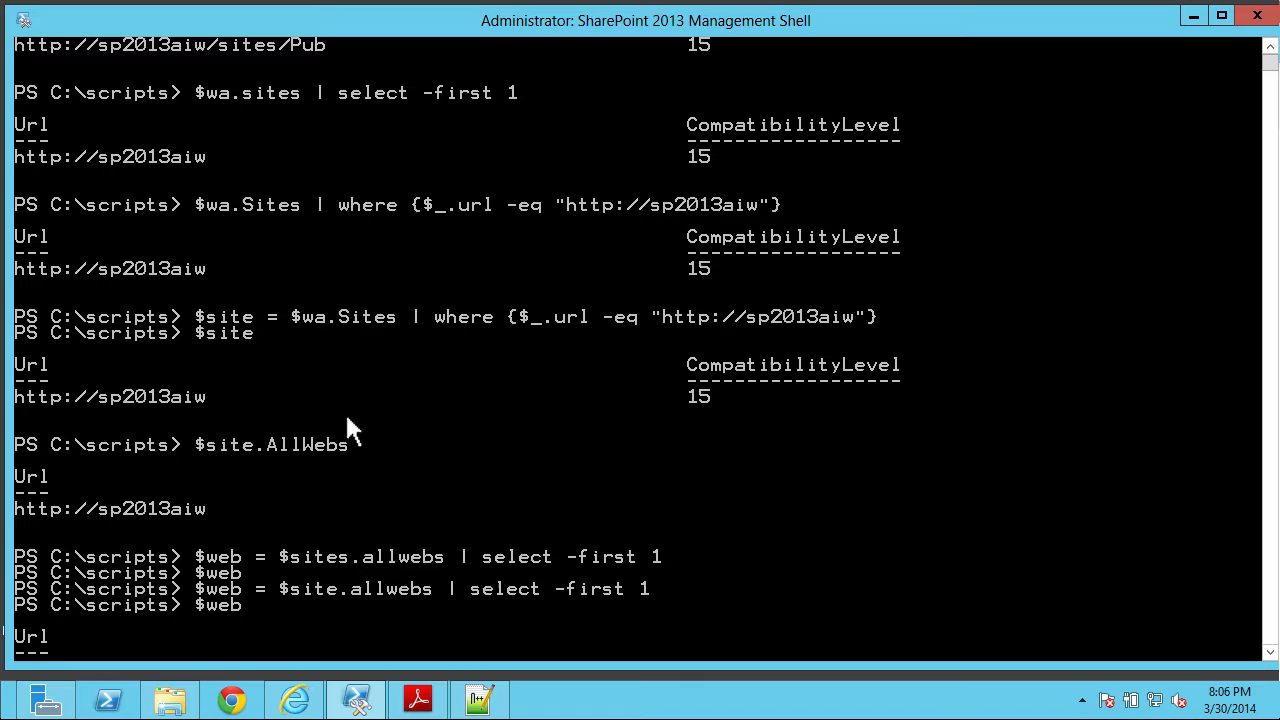 Administrator: SharePoint 2013 Management Shell
http://sp2013aiw/sites/Pub 15
PS C:\scripts> $wa.sites | select -first 1
Url CompatibilityLevel
--- ------------------
http://sp2013aiw 15
PS C:\scripts> $wa.Sites | where {$_.url -eq "http://sp2013aiw"}
Url CompatibilityLevel
--- ------------------
http://sp2013aiw 15
PS C:\scripts> $site = $wa.Sites | where {$_.url -eq "http://sp2013aiw"}
PS C:\scripts> $site
Url CompatibilityLevel
--- ------------------
http://sp2013aiw 15
PS C:\scripts> $site.AllWebs
Url
---
http://sp2013aiw
PS C:\scripts> $web = $sites.allwebs | select -first 1
PS C:\scripts> $web
PS C:\scripts> $web = $site.allwebs | select -first 1
PS C:\scripts> $web
Url
---
8:06 PM
3/30/2014